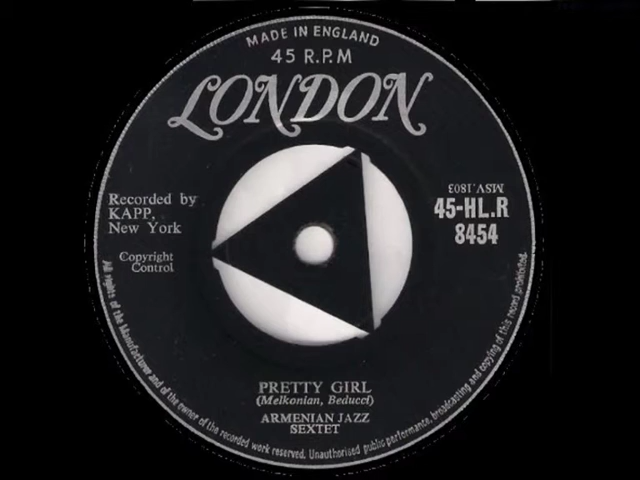 MADE IN ENGLAND
45 R.P.M
LONDON
Recorded by
KAPP,
New York
Copyright
Control
MSV.1803
45-HL.R
8454
PRETTY GIRL
(Melkonian, Beducci)
ARMENIAN JAZZ
SEXTET
All rights of the Manufacturer and of the owner of the recorded work reserved. Unauthorised public performance, broadcasting and copying of this record prohibited.